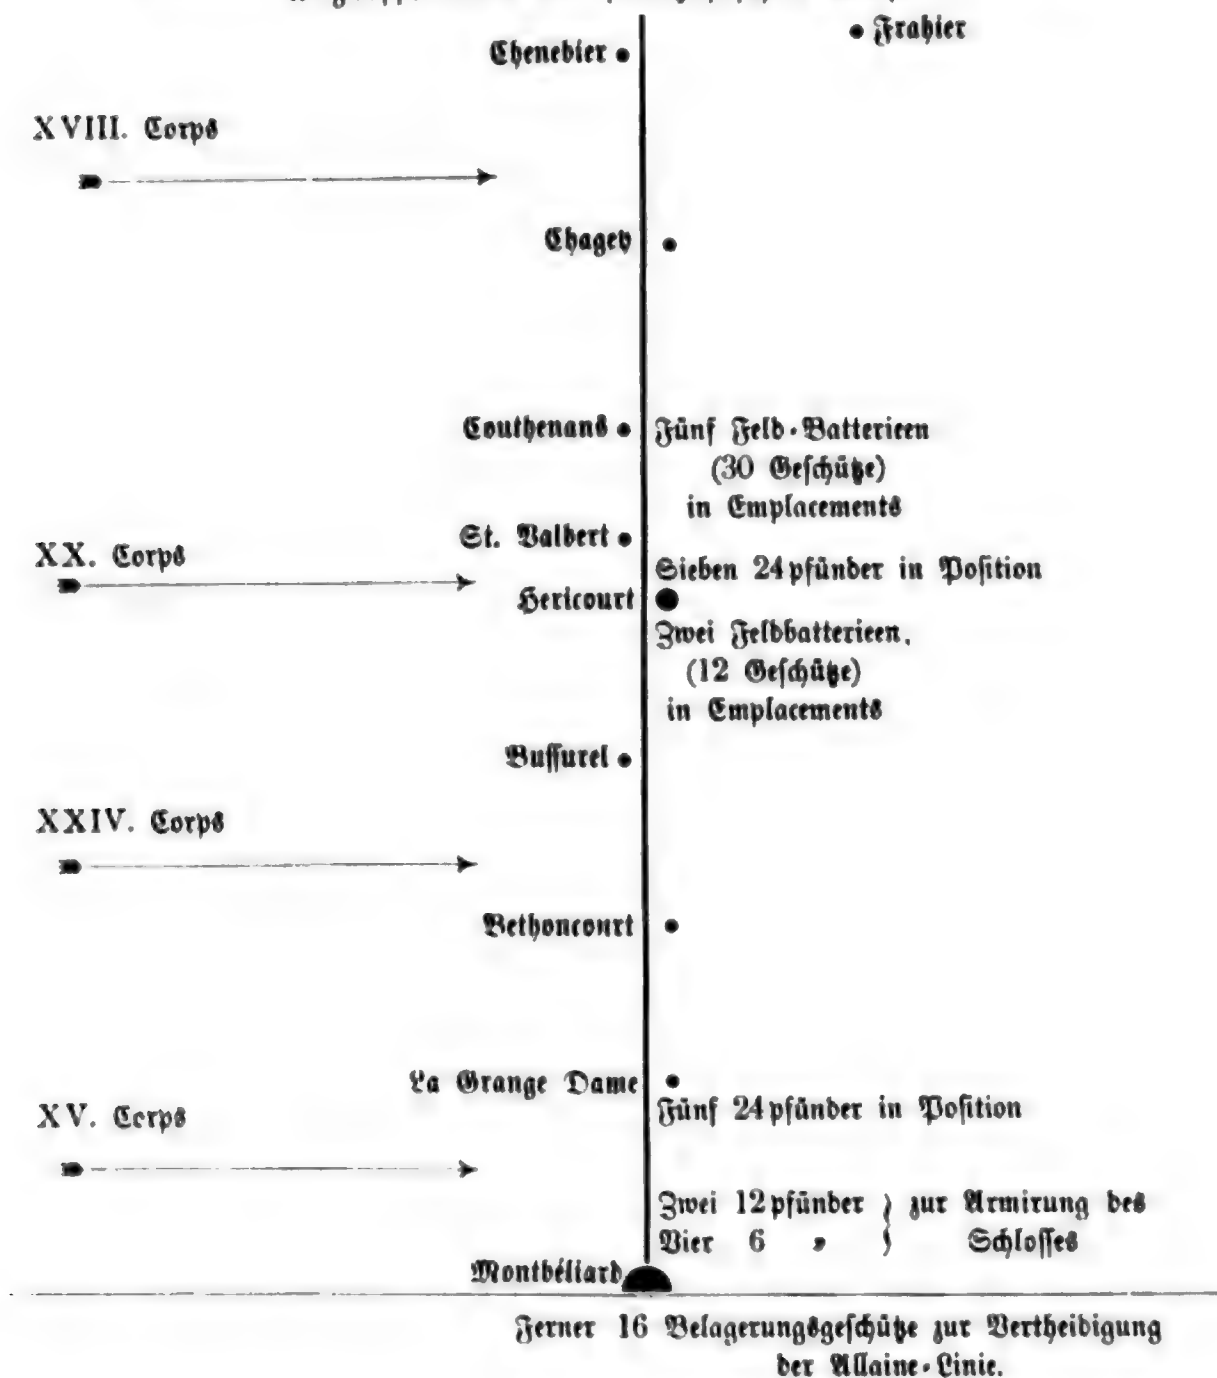 Frahier
Chenebier
XVIII. Corps
Chagey
Couthenans
Fünf Feld-Batterieen
(30 Geschütze)
in Emplacements
St. Valbert
XX. Corps
Sieben 24pfünder in Position
Hericourt
Zwei Feldbatterieen,
(12 Geschütze)
in Emplacements
Bussurel
XXIV. Corps
Bethoncourt
La Grange Dame
Fünf 24pfünder in Position
XV. Corps
Zwei 12pfünder } zur Armirung des
Vier 6 „ } Schlosses
Montbéliard
Ferner 16 Belagerungsgeschütze zur Vertheidigung
der Allaine-Linie.